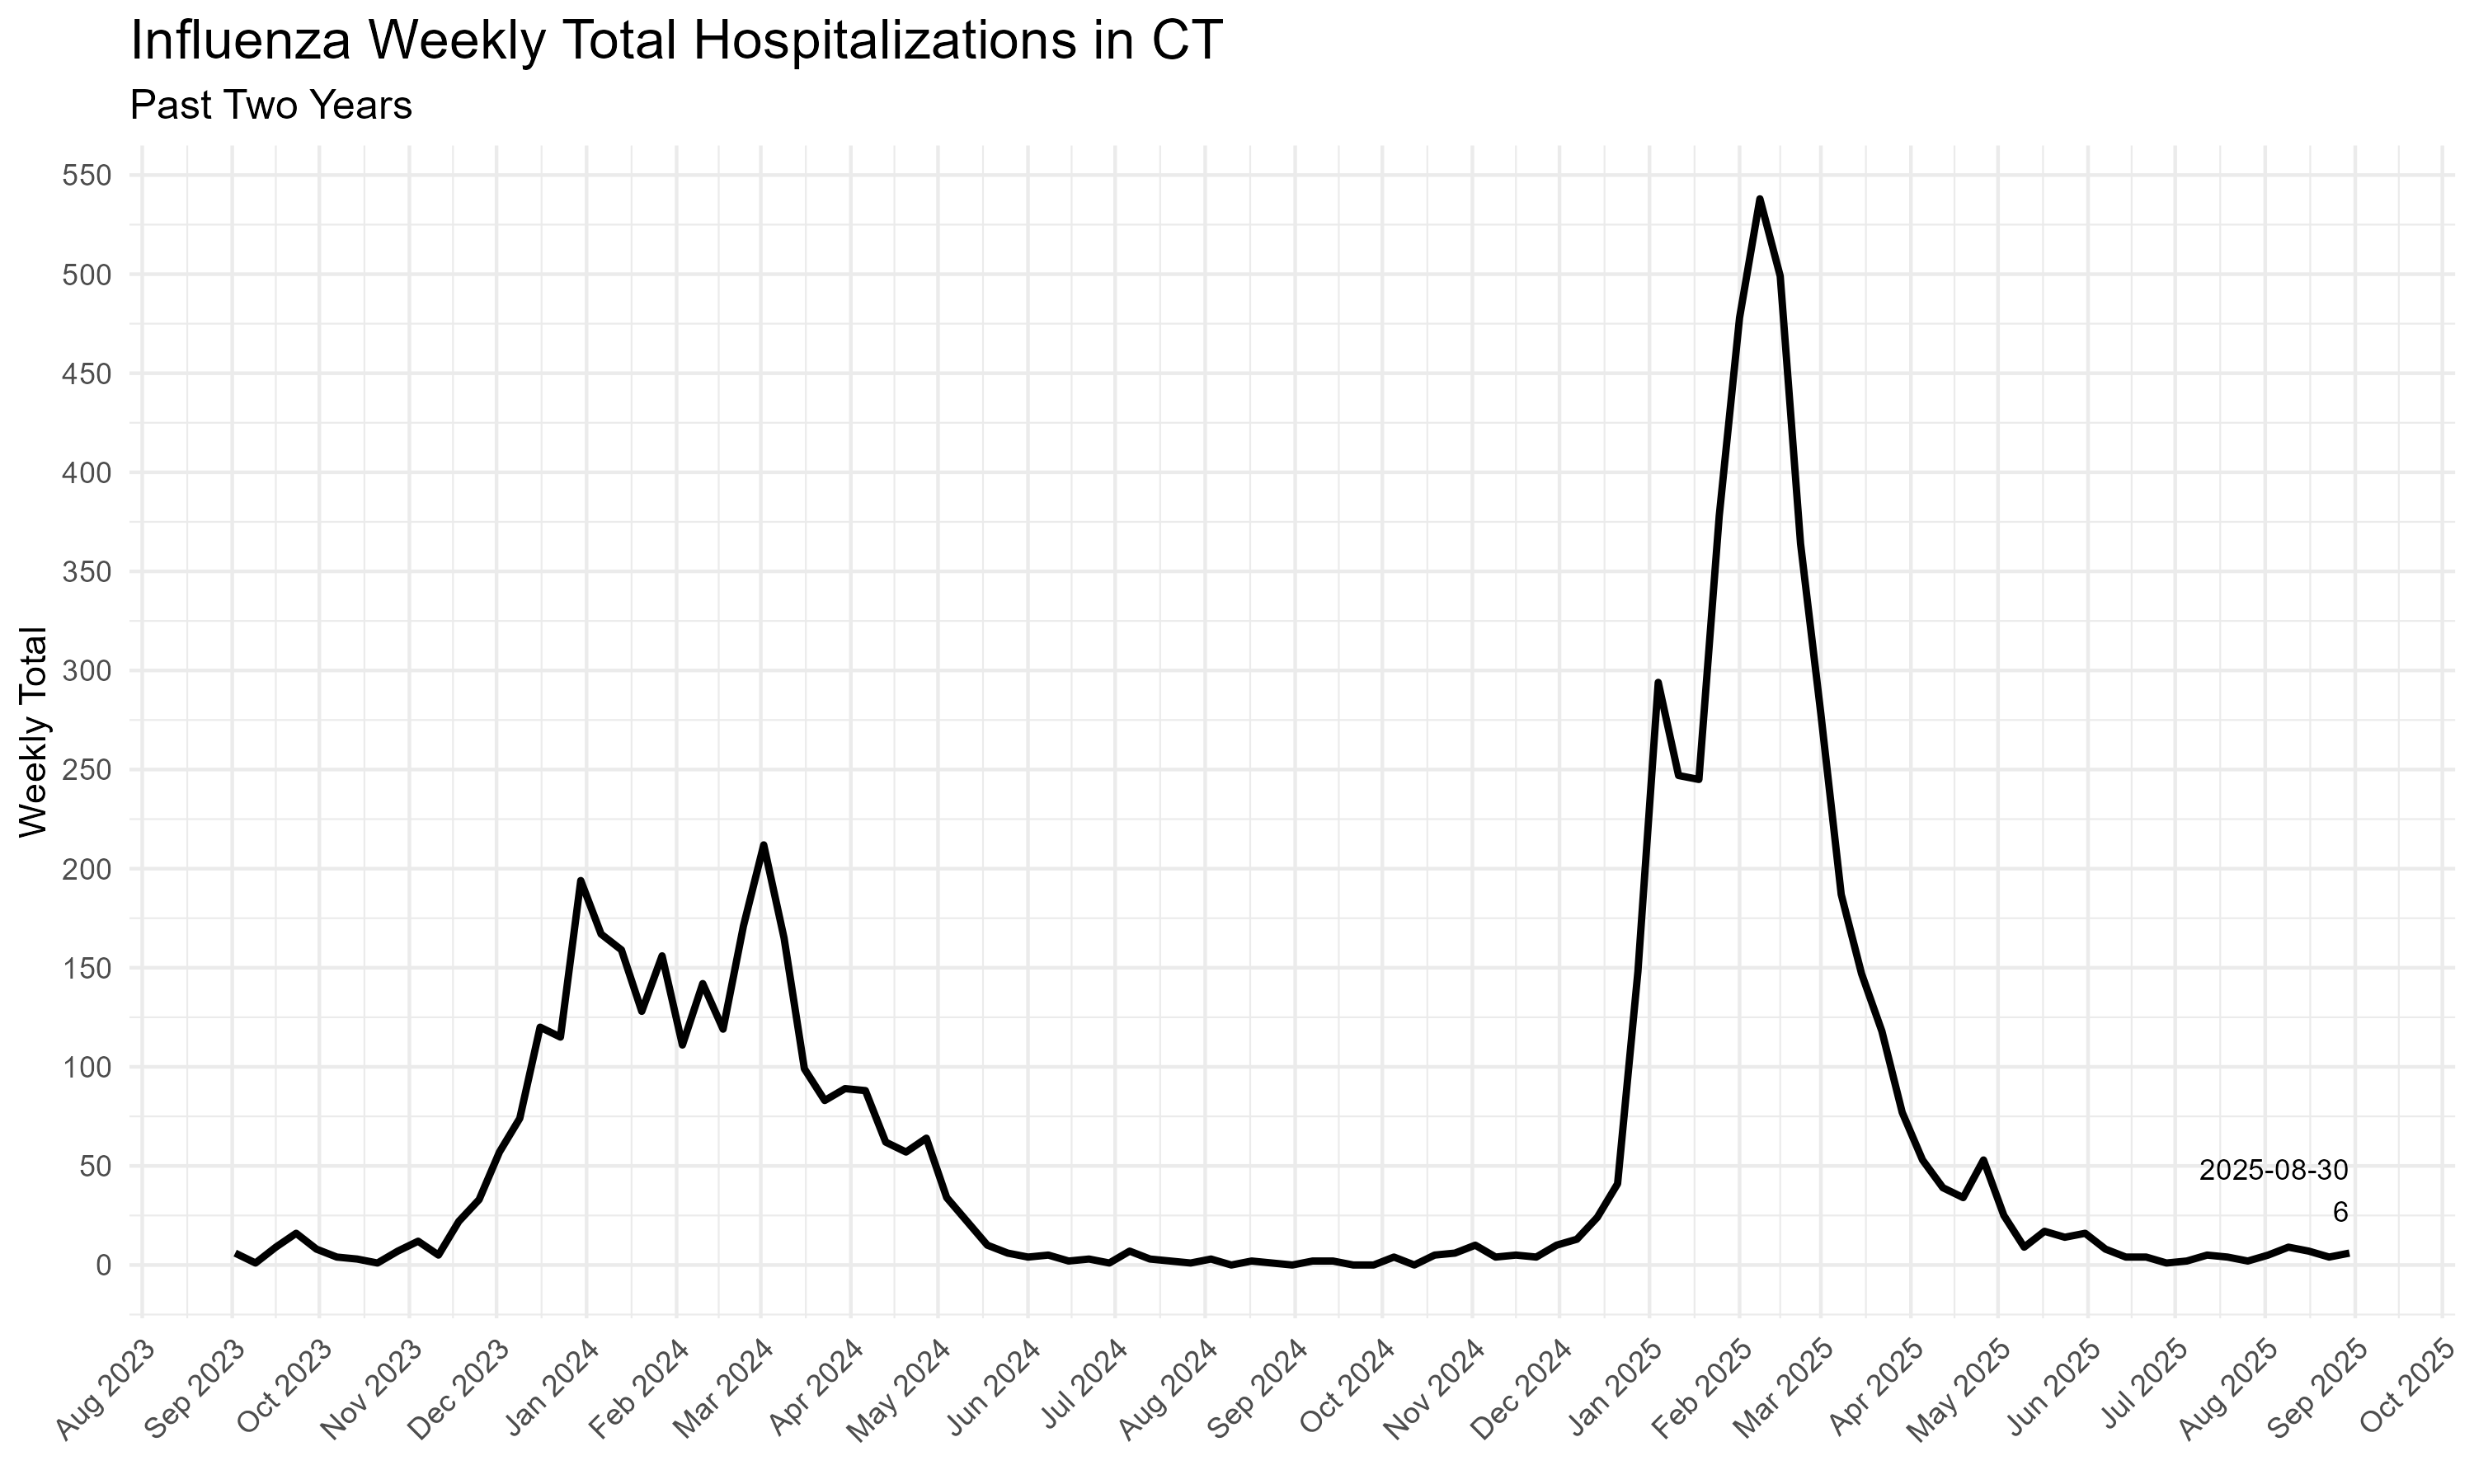 Influenza Weekly Total Hospitalizations in CT
Past Two Years
550
500
450
400
350
300
250
200
150
100
50
0
Weekly Total
2025-08-30
6
Aug 2023
Sep 2023
Oct 2023
Nov 2023
Dec 2023
Jan 2024
Feb 2024
Mar 2024
Apr 2024
May 2024
Jun 2024
Jul 2024
Aug 2024
Sep 2024
Oct 2024
Nov 2024
Dec 2024
Jan 2025
Feb 2025
Mar 2025
Apr 2025
May 2025
Jun 2025
Jul 2025
Aug 2025
Sep 2025
Oct 2025